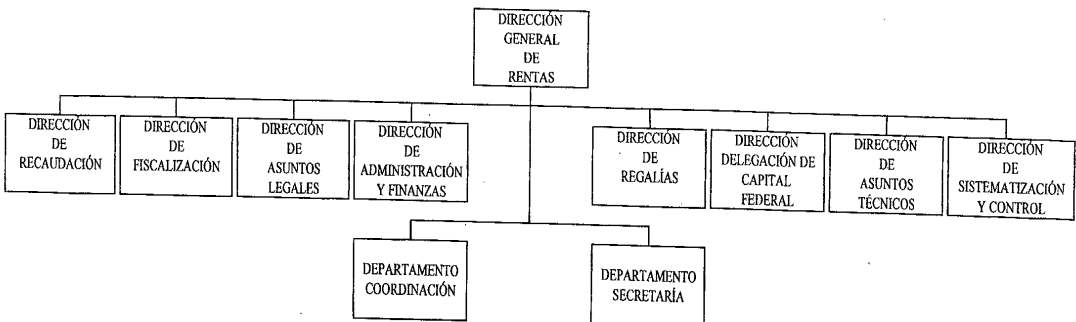 DIRECCIÓN
GENERAL
DE
RENTAS
DIRECCIÓN
DE
RECAUDACIÓN
DIRECCIÓN
DE
FISCALIZACIÓN
DIRECCIÓN
DE
ASUNTOS
LEGALES
DIRECCIÓN
DE
ADMINISTRACIÓN
Y FINANZAS
DIRECCIÓN
DE
REGALÍAS
DIRECCIÓN
DELEGACIÓN DE
CAPITAL
FEDERAL
DIRECCIÓN
DE
ASUNTOS
TÉCNICOS
DIRECCIÓN
DE
SISTEMATIZACIÓN
Y CONTROL
DEPARTAMENTO
COORDINACIÓN
DEPARTAMENTO
SECRETARÍA